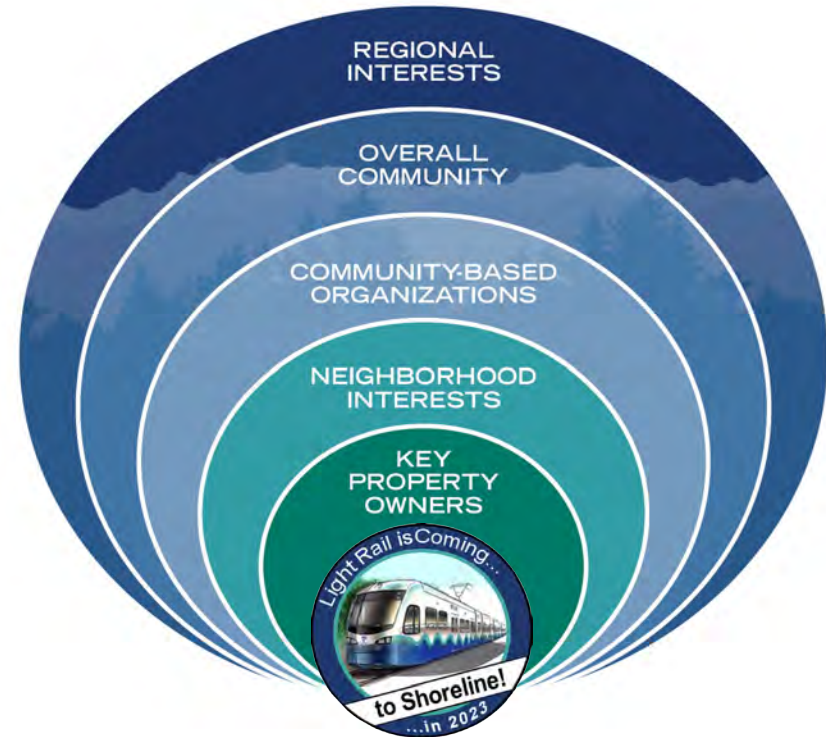 REGIONAL
INTERESTS
OVERALL
COMMUNITY
COMMUNITY-BASED
ORGANIZATIONS
NEIGHBORHOOD
INTERESTS
KEY
PROPERTY
OWNERS
Light Rail isComing...
to Shoreline!
...in 2023